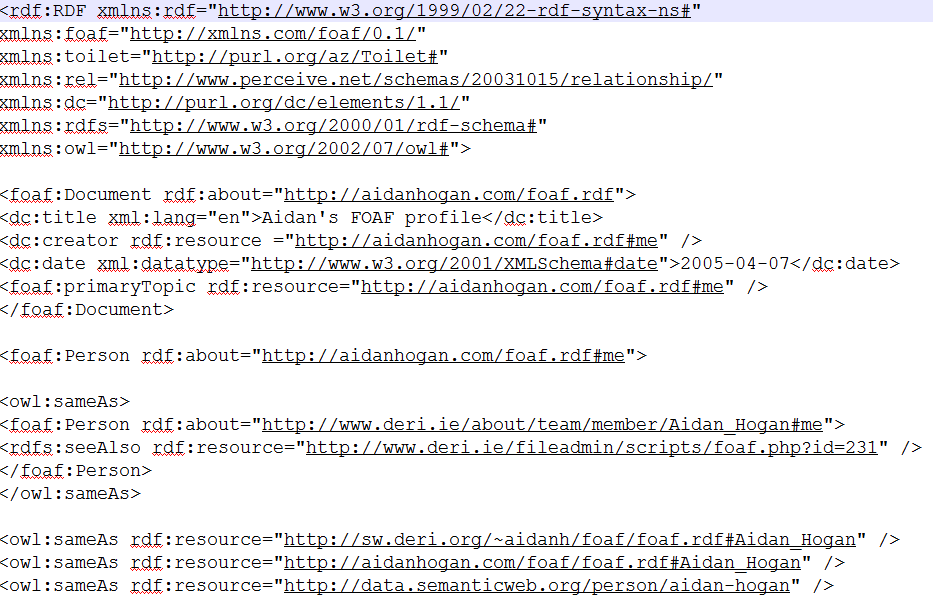 <rdf:RDF xmlns:rdf="http://www.w3.org/1999/02/22-rdf-syntax-ns#"
xmlns:foaf="http://xmlns.com/foaf/0.1/"
xmlns:toilet="http://purl.org/az/Toilet#"
xmlns:rel="http://www.perceive.net/schemas/20031015/relationship/"
xmlns:dc="http://purl.org/dc/elements/1.1/"
xmlns:rdfs="http://www.w3.org/2000/01/rdf-schema#"
xmlns:owl="http://www.w3.org/2002/07/owl#">
<foaf:Document rdf:about="http://aidanhogan.com/foaf.rdf">
<dc:title xml:lang="en">Aidan's FOAF profile</dc:title>
<dc:creator rdf:resource ="http://aidanhogan.com/foaf.rdf#me" />
<dc:date xml:datatype="http://www.w3.org/2001/XMLSchema#date">2005-04-07</dc:date>
<foaf:primaryTopic rdf:resource="http://aidanhogan.com/foaf.rdf#me" />
</foaf:Document>
<foaf:Person rdf:about="http://aidanhogan.com/foaf.rdf#me">
<owl:sameAs>
<foaf:Person rdf:about="http://www.deri.ie/about/team/member/Aidan_Hogan#me">
<rdfs:seeAlso rdf:resource="http://www.deri.ie/fileadmin/scripts/foaf.php?id=231" />
</foaf:Person>
</owl:sameAs>
<owl:sameAs rdf:resource="http://sw.deri.org/~aidanh/foaf/foaf.rdf#Aidan_Hogan" />
<owl:sameAs rdf:resource="http://aidanhogan.com/foaf/foaf.rdf#Aidan_Hogan" />
<owl:sameAs rdf:resource="http://data.semanticweb.org/person/aidan-hogan" />